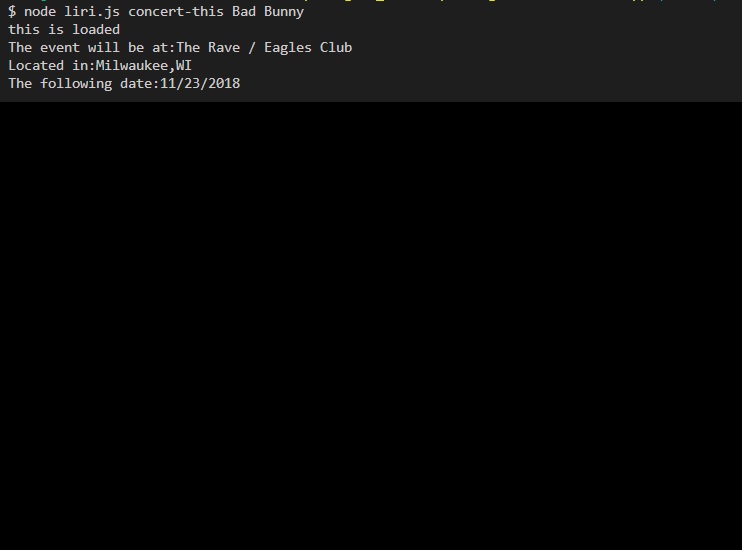 $ node liri.js concert-this Bad Bunny
this is loaded
The event will be at:The Rave / Eagles Club
Located in:Milwaukee,WI
The following date:11/23/2018